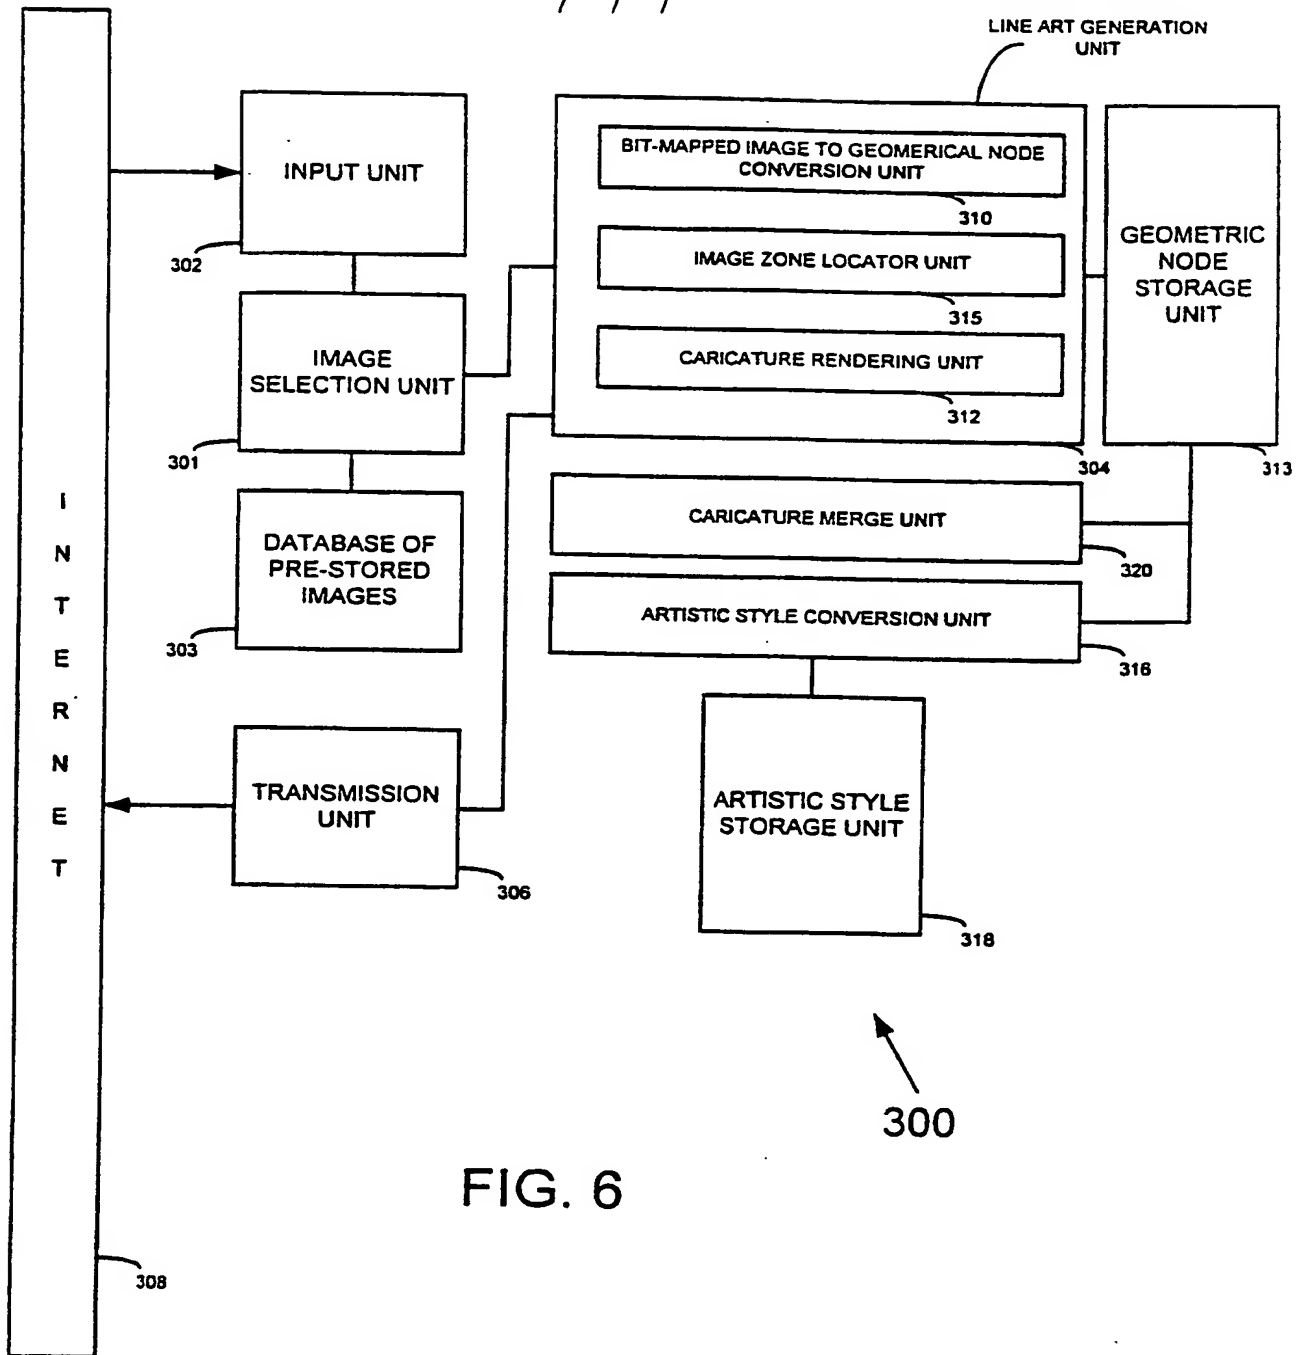 LINE ART GENERATION
UNIT
INPUT UNIT
302
IMAGE
SELECTION UNIT
301
DATABASE OF
PRE-STORED
IMAGES
303
TRANSMISSION
UNIT
306
BIT-MAPPED IMAGE TO GEOMERICAL NODE
CONVERSION UNIT
310
IMAGE ZONE LOCATOR UNIT
315
CARICATURE RENDERING UNIT
312
304
GEOMETRIC
NODE
STORAGE
UNIT
313
CARICATURE MERGE UNIT
320
ARTISTIC STYLE CONVERSION UNIT
316
ARTISTIC STYLE
STORAGE UNIT
318
INTERNET
308
300
FIG. 6